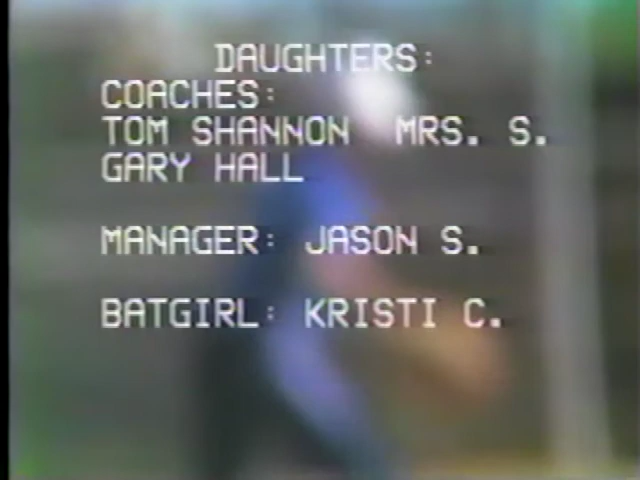 DAUGHTERS:
COACHES:
TOM SHANNON MRS. S.
GARY HALL
MANAGER: JASON S.
BATGIRL: KRISTI C.